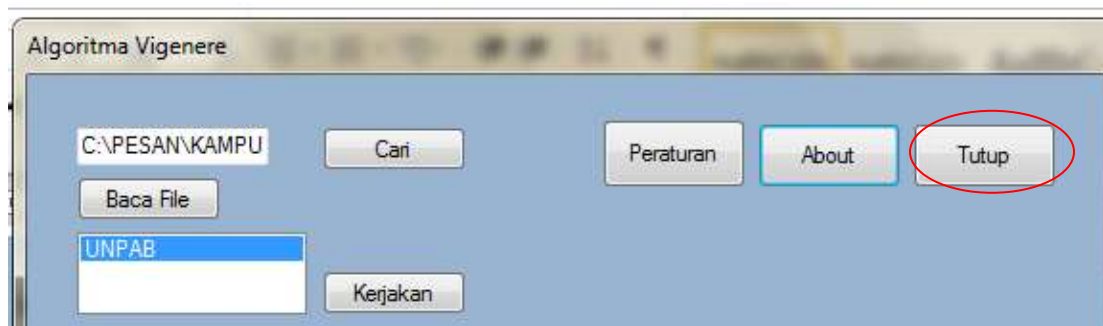 Algoritma Vigenere
C:\PESAN\KAMPU
Cari
Peraturan
About
Tutup
Baca File
UNPAB
Kerjakan